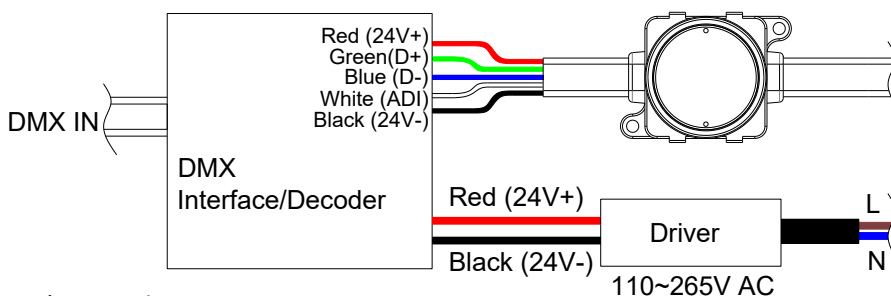 Red (24V+)
Green(D+)
Blue (D-)
White (ADI)
Black (24V-)
DMX IN
DMX
Interface/Decoder
Red (24V+)
Black (24V-)
Driver
110~265V AC
L
N